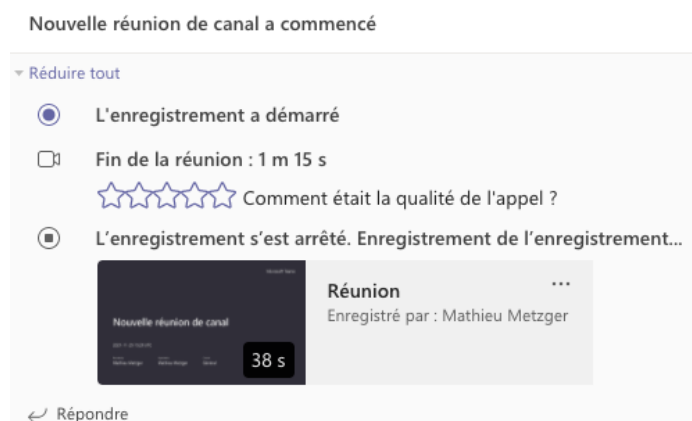 Nouvelle réunion de canal a commencé
Réduire tout
L'enregistrement a démarré
Fin de la réunion : 1 m 15 s
Comment était la qualité de l'appel ?
L’enregistrement s’est arrêté. Enregistrement de l’enregistrement...
Nouvelle réunion de canal
38 s
Réunion
Enregistré par : Mathieu Metzger
Répondre